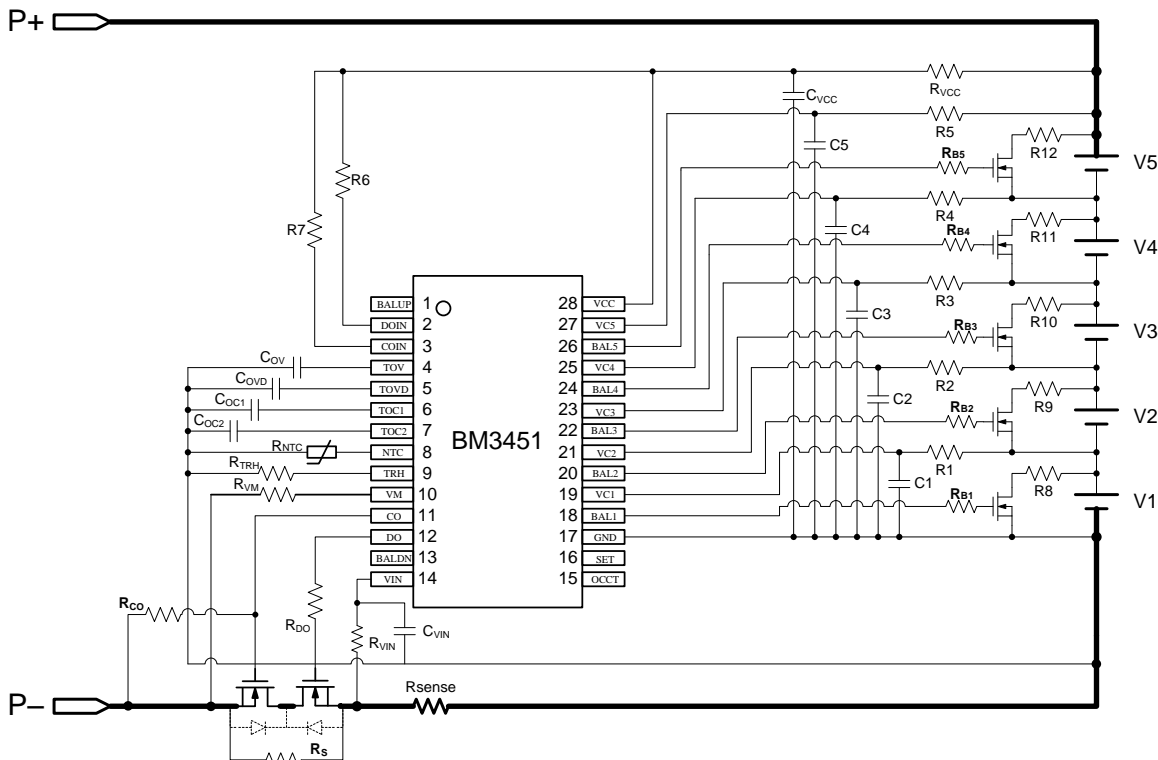 P+
R_VCC
C_VCC
R5
C5
R12
R_B5
V5
R6
R4
R7
C4
R11
R_B4
V4
R3
C3
R10
R_B3
V3
R2
C2
R9
R_B2
V2
R1
C1
R8
R_B1
V1
BM3451
BALUP 1
DOIN 2
COIN 3
TOV 4
TOVD 5
TOC1 6
TOC2 7
NTC 8
TRH 9
VM 10
CO 11
DO 12
BALDN 13
VIN 14
28 VCC
27 VC5
26 BAL5
25 VC4
24 BAL4
23 VC3
22 BAL3
21 VC2
20 BAL2
19 VC1
18 BAL1
17 GND
16 SET
15 OCCT
C_OV
C_OVD
C_OC1
C_OC2
R_NTC
R_TRH
R_VM
R_CO
R_DO
R_VIN
C_VIN
Rsense
P–
R_S